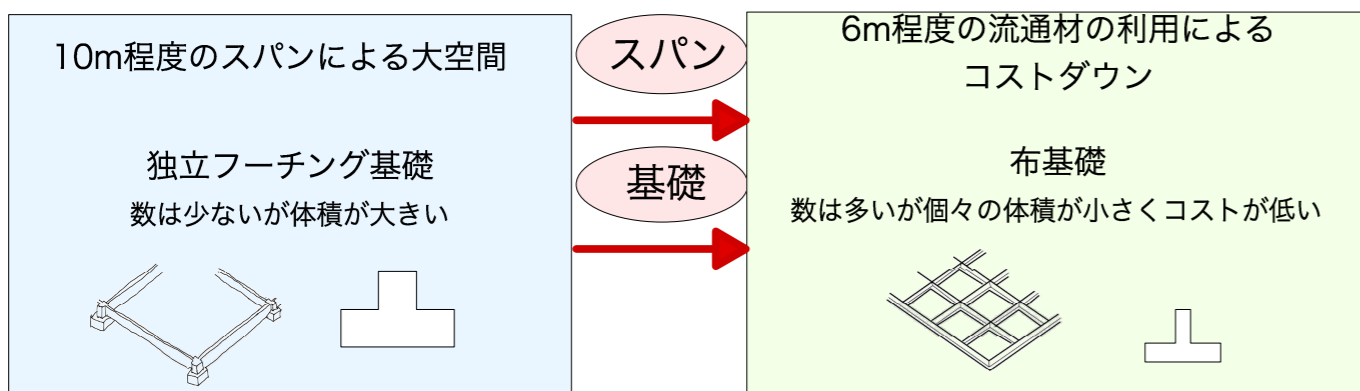 10m程度のスパンによる大空間
独立フーチング基礎
数は少ないが体積が大きい
スパン
基礎
6m程度の流通材の利用による
コストダウン
布基礎
数は多いが個々の体積が小さくコストが低い